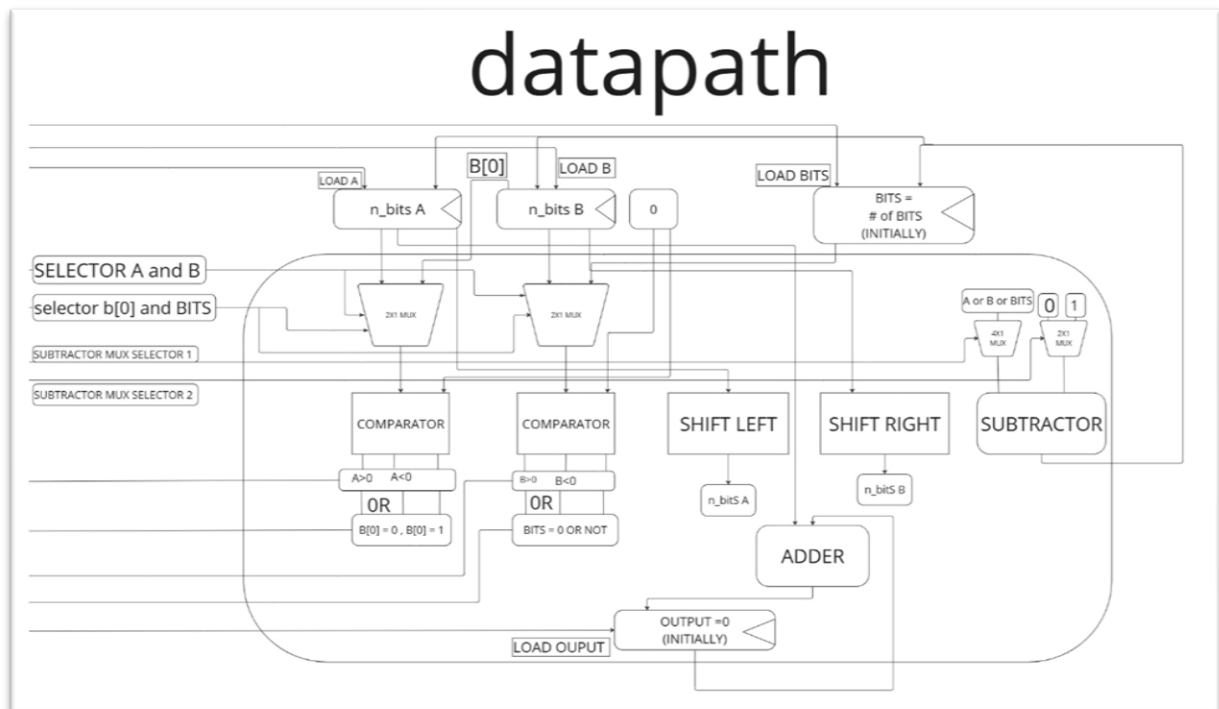 datapath
B[0]
LOAD B
LOAD A
LOAD BITS
n_bits A
n_bits B
0
BITS =
# of BITS
(INITIALLY)
SELECTOR A and B
selector b[0] and BITS
2X1 MUX
2X1 MUX
A or B or BITS
0
1
4X1
MUX
2X1
MUX
SUBTRACTOR MUX SELECTOR 1
SUBTRACTOR MUX SELECTOR 2
COMPARATOR
COMPARATOR
SHIFT LEFT
SHIFT RIGHT
SUBTRACTOR
A>0 A<0
B>0 B<0
0R
0R
n_bitS A
n_bitS B
B[0] = 0 , B[0] = 1
BITS = 0 OR NOT
ADDER
OUTPUT =0
(INITIALLY)
LOAD OUPUT